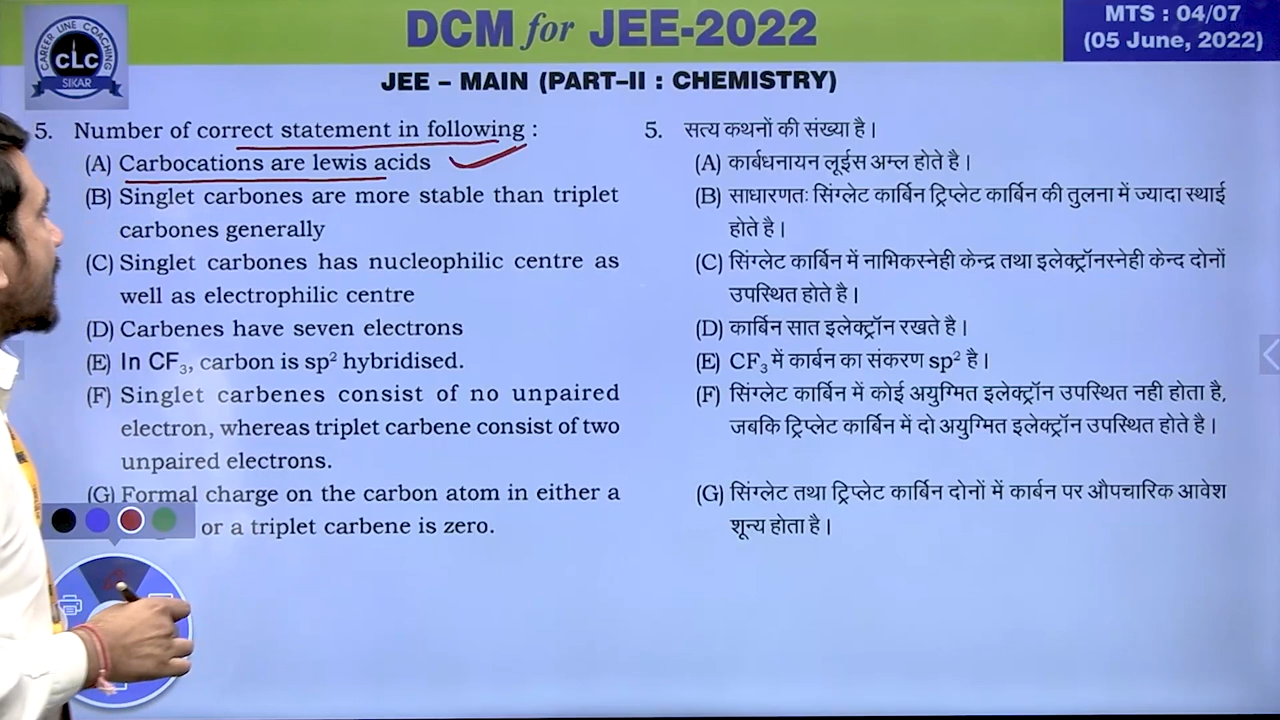 DCM for JEE-2022
MTS : 04/07
(05 June, 2022)
CAREER LINE COACHING
CLC
SIKAR
JEE – MAIN (PART–II : CHEMISTRY)
5. Number of correct statement in following :
(A) Carbocations are lewis acids
(B) Singlet carbones are more stable than triplet
carbones generally
(C) Singlet carbones has nucleophilic centre as
well as electrophilic centre
(D) Carbenes have seven electrons
(E) In CF₃, carbon is sp² hybridised.
(F) Singlet carbenes consist of no unpaired
electron, whereas triplet carbene consist of two
unpaired electrons.
(G) Formal charge on the carbon atom in either a
or a triplet carbene is zero.
5. सत्य कथनों की संख्या है।
(A) कार्बधनायन लूईस अम्ल होते है।
(B) साधारणतः सिंग्लेट कार्बिन ट्रिप्लेट कार्बिन की तुलना में ज्यादा स्थाई
होते है।
(C) सिंग्लेट कार्बिन में नाभिकस्नेही केन्द्र तथा इलेक्ट्रॉनस्नेही केन्द दोनों
उपस्थित होते है।
(D) कार्बिन सात इलेक्ट्रॉन रखते है।
(E) CF₃ में कार्बन का संकरण sp² है।
(F) सिंग्लेट कार्बिन में कोई अयुग्मित इलेक्ट्रॉन उपस्थित नही होता है,
जबकि ट्रिप्लेट कार्बिन में दो अयुग्मित इलेक्ट्रॉन उपस्थित होते है।
(G) सिंग्लेट तथा ट्रिप्लेट कार्बिन दोनों में कार्बन पर औपचारिक आवेश
शून्य होता है।